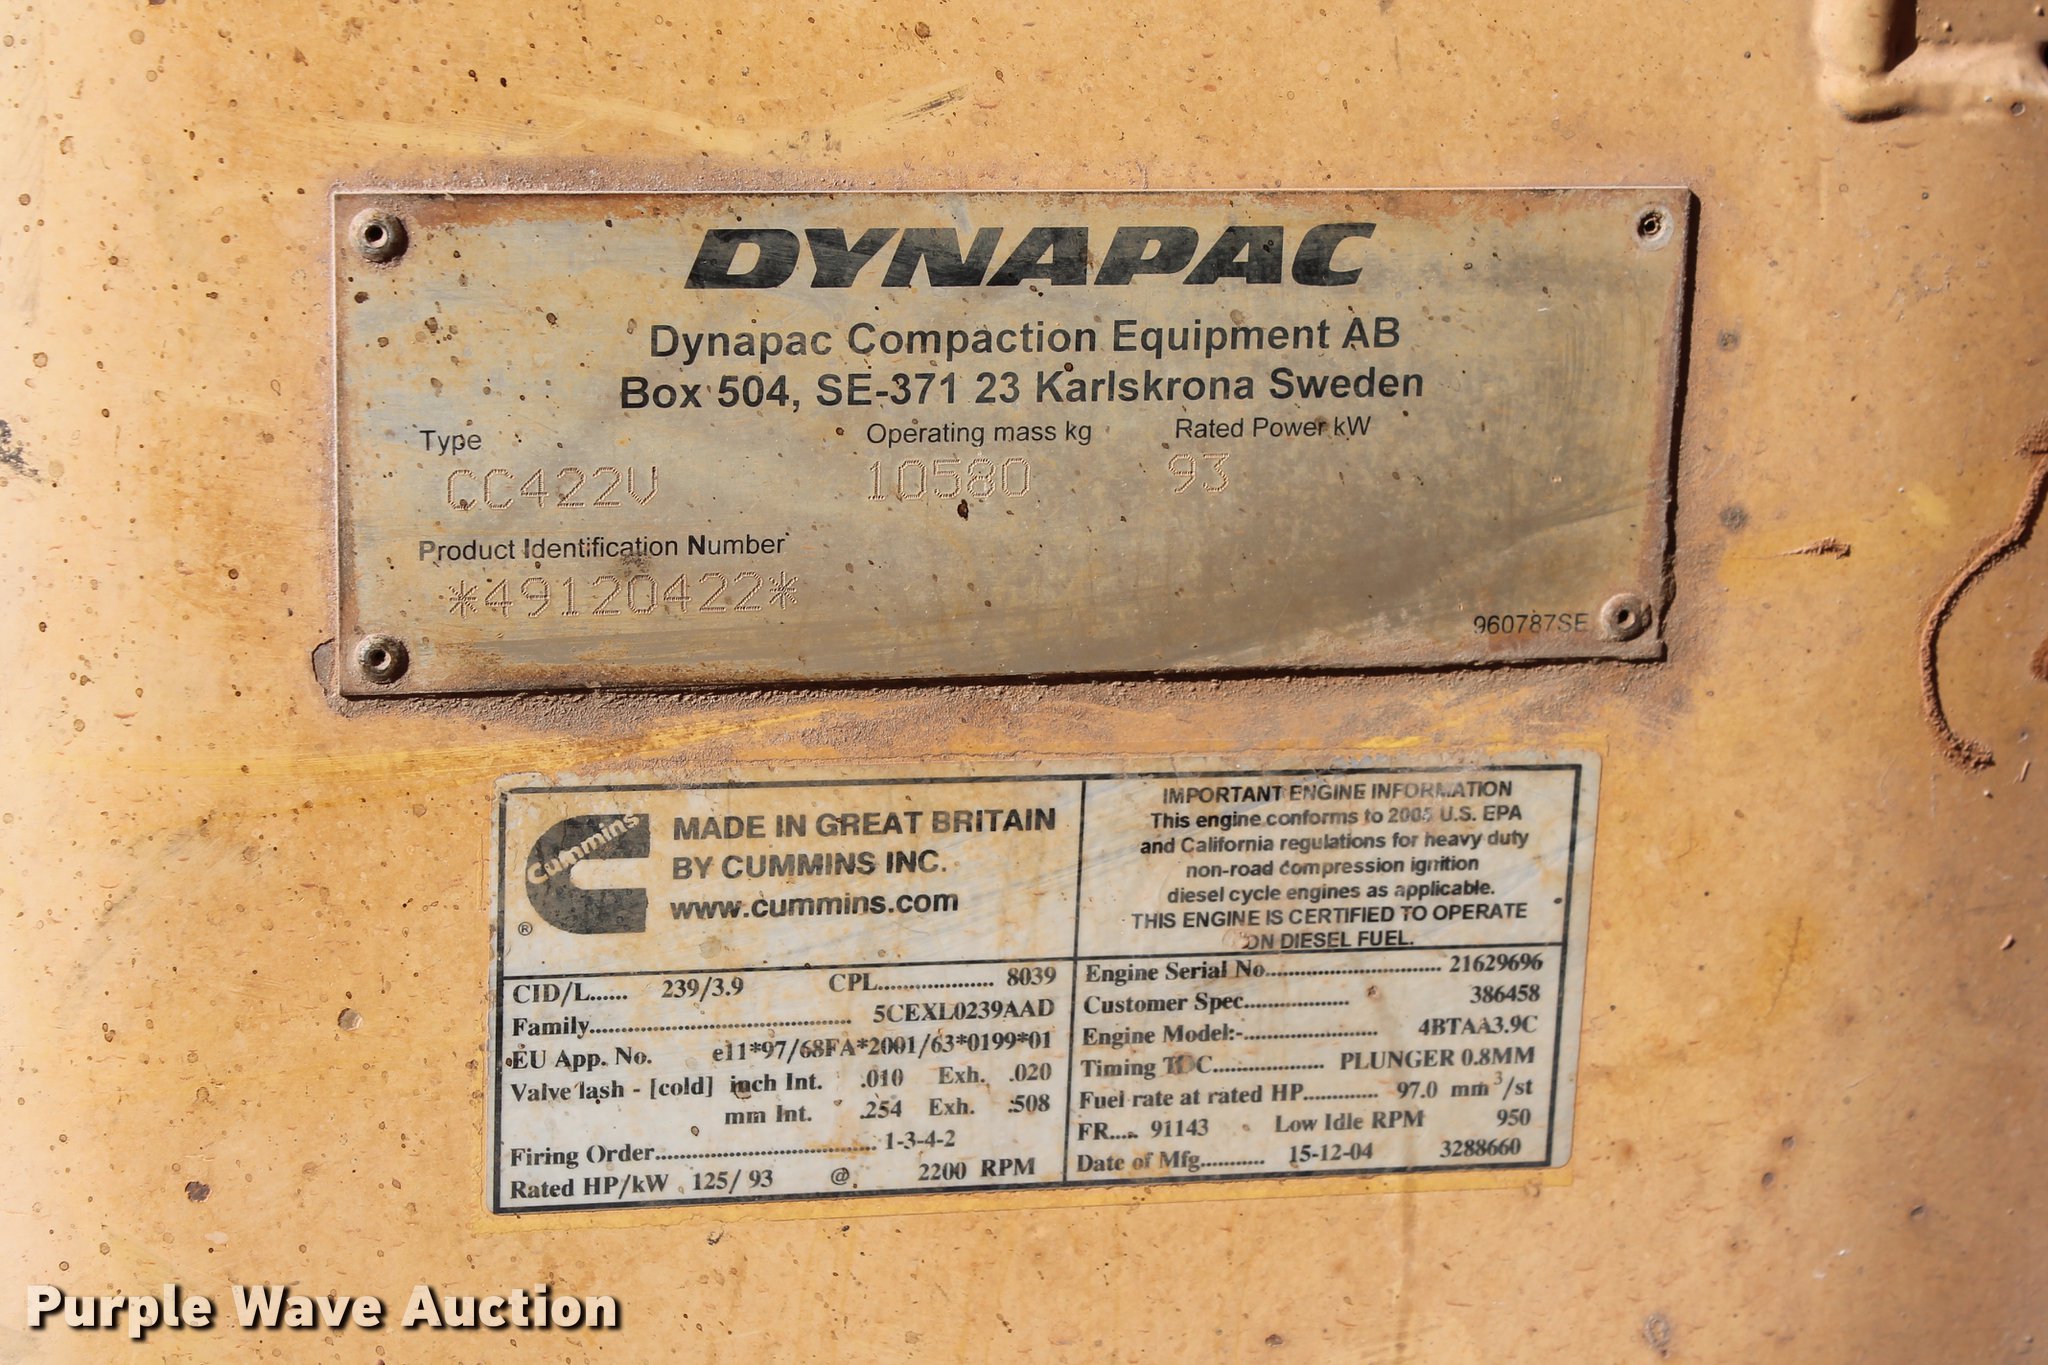 DYNAPAC
Dynapac Compaction Equipment AB
Box 504, SE-371 23 Karlskrona Sweden
Type Operating mass kg Rated Power kW
CC422V 10580 93
Product Identification Number
*49120422*
960787SE
Cummins
®
MADE IN GREAT BRITAIN
BY CUMMINS INC.
www.cummins.com
IMPORTANT ENGINE INFORMATION
This engine conforms to 2005 U.S. EPA
and California regulations for heavy duty
non-road compression ignition
diesel cycle engines as applicable.
THIS ENGINE IS CERTIFIED TO OPERATE
ON DIESEL FUEL.
CID/L...... 239/3.9 CPL.................... 8039
Family............................................ 5CEXL0239AAD
EU App. No. e11*97/68FA*2001/63*0199*01
Valve lash - [cold] inch Int. .010 Exh. .020
mm Int. .254 Exh. .508
Firing Order...................................... 1-3-4-2
Rated HP/kW 125/ 93 @ 2200 RPM
Engine Serial No.............................. 21629696
Customer Spec.................. 386458
Engine Model:-....................... 4BTAA3.9C
Timing TDC................... PLUNGER 0.8MM
Fuel rate at rated HP............. 97.0 mm³/st
FR..... 91143 Low Idle RPM 950
Date of Mfg........... 15-12-04 3288660
Purple Wave Auction